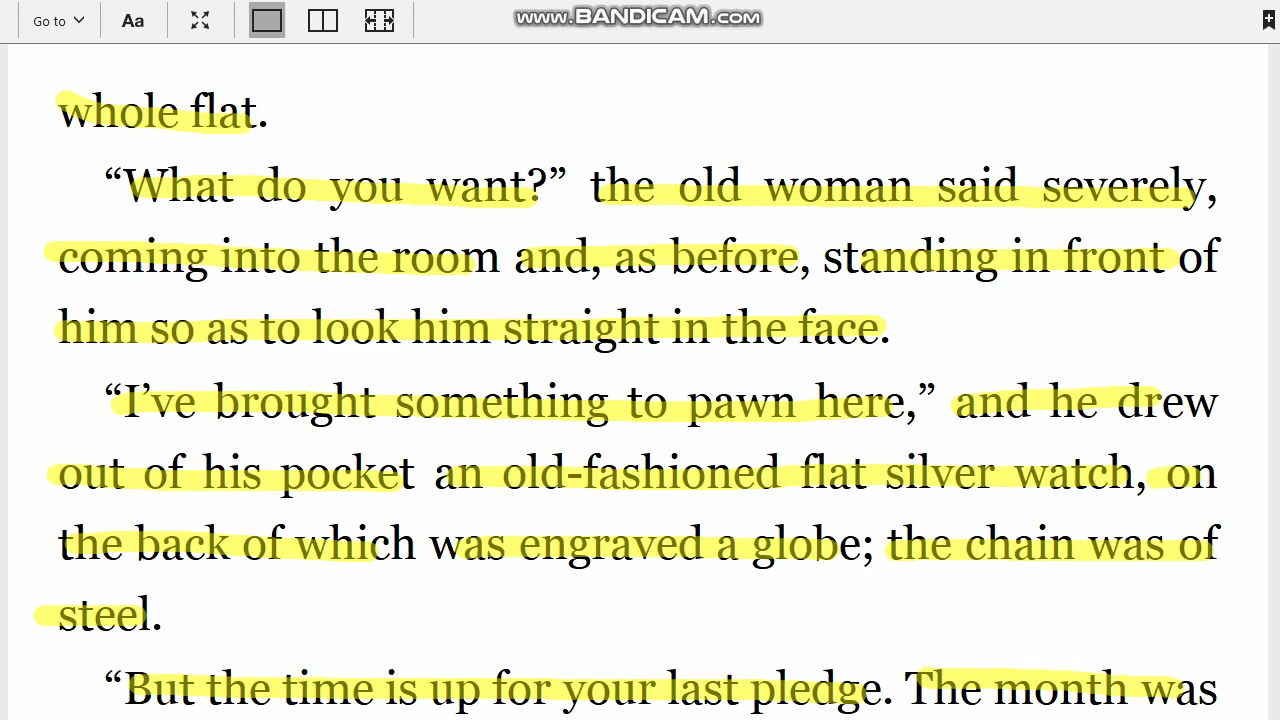 Go to
Aa
www.BANDICAM.com
whole flat.
“What do you want?” the old woman said severely,
coming into the room and, as before, standing in front of
him so as to look him straight in the face.
“I’ve brought something to pawn here,” and he drew
out of his pocket an old-fashioned flat silver watch, on
the back of which was engraved a globe; the chain was of
steel.
“But the time is up for your last pledge. The month was